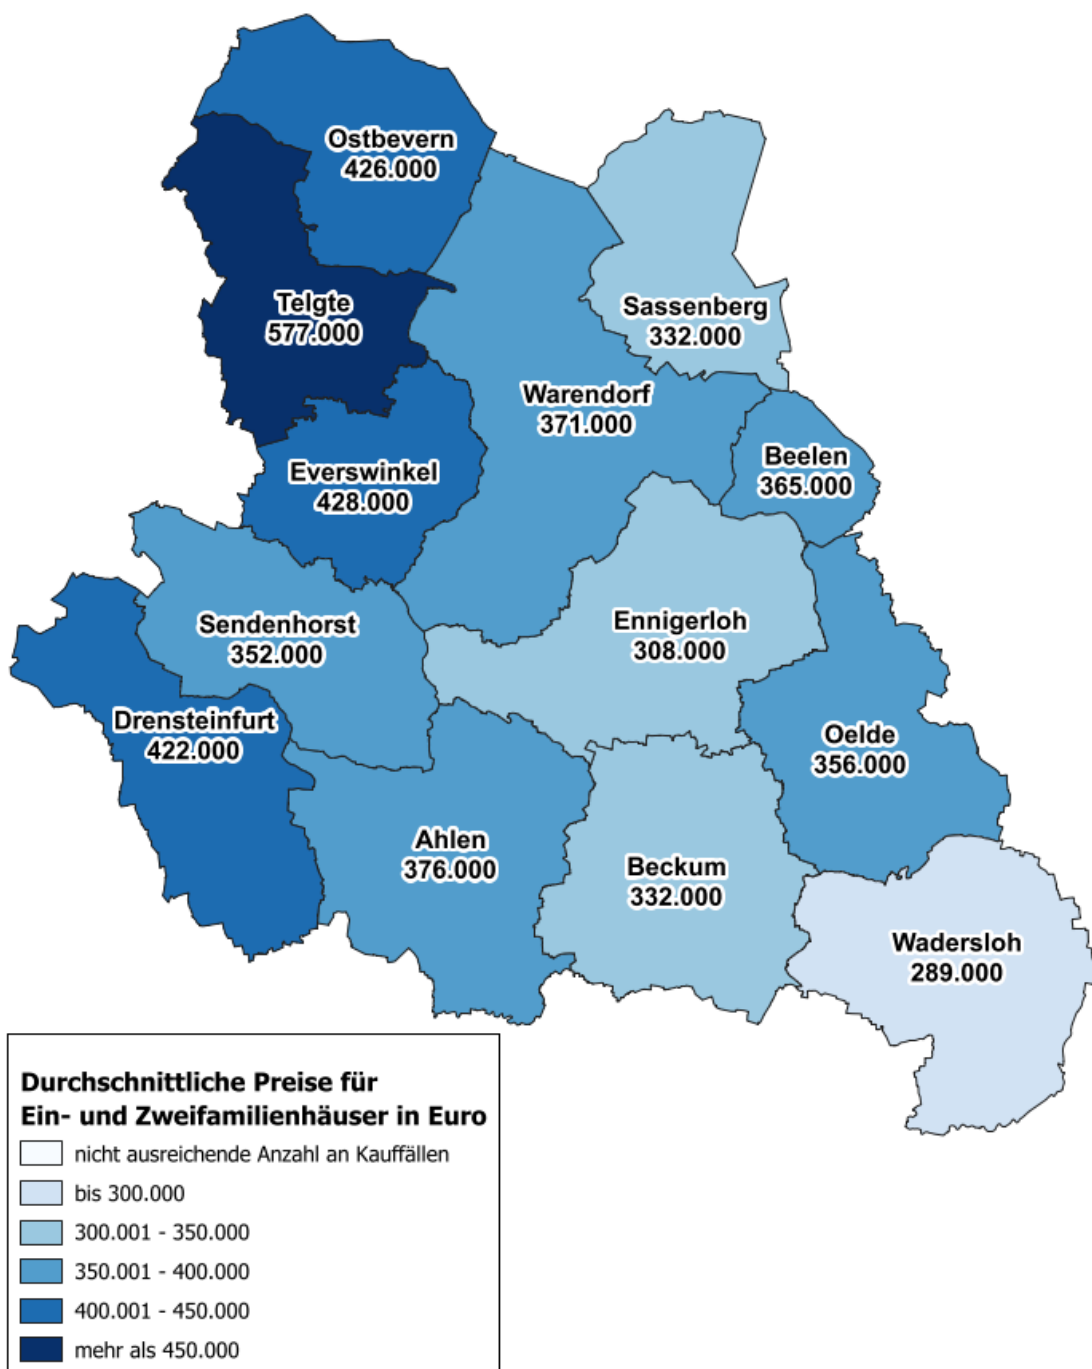 Ostbevern
426.000
Telgte
577.000
Sassenberg
332.000
Warendorf
371.000
Beelen
365.000
Everswinkel
428.000
Sendenhorst
352.000
Ennigerloh
308.000
Drensteinfurt
422.000
Oelde
356.000
Ahlen
376.000
Beckum
332.000
Wadersloh
289.000
Durchschnittliche Preise für
Ein- und Zweifamilienhäuser in Euro
nicht ausreichende Anzahl an Kauffällen
bis 300.000
300.001 - 350.000
350.001 - 400.000
400.001 - 450.000
mehr als 450.000